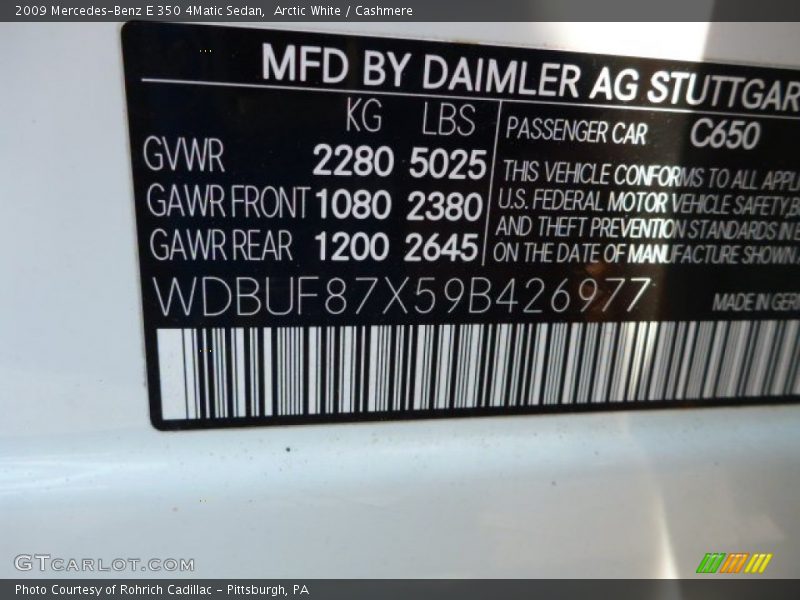 2009 Mercedes-Benz E 350 4Matic Sedan, Arctic White / Cashmere
MFD BY DAIMLER AG STUTTGAR
KG LBS
GVWR 2280 5025
GAWR FRONT 1080 2380
GAWR REAR 1200 2645
PASSENGER CAR C650
THIS VEHICLE CONFORMS TO ALL APPLI
U.S. FEDERAL MOTOR VEHICLE SAFETY,B
AND THEFT PREVENTION STANDARDS IN E
ON THE DATE OF MANUFACTURE SHOWN
WDBUF87X59B426977
MADE IN GER
GTCARLOT.COM
Photo Courtesy of Rohrich Cadillac - Pittsburgh, PA